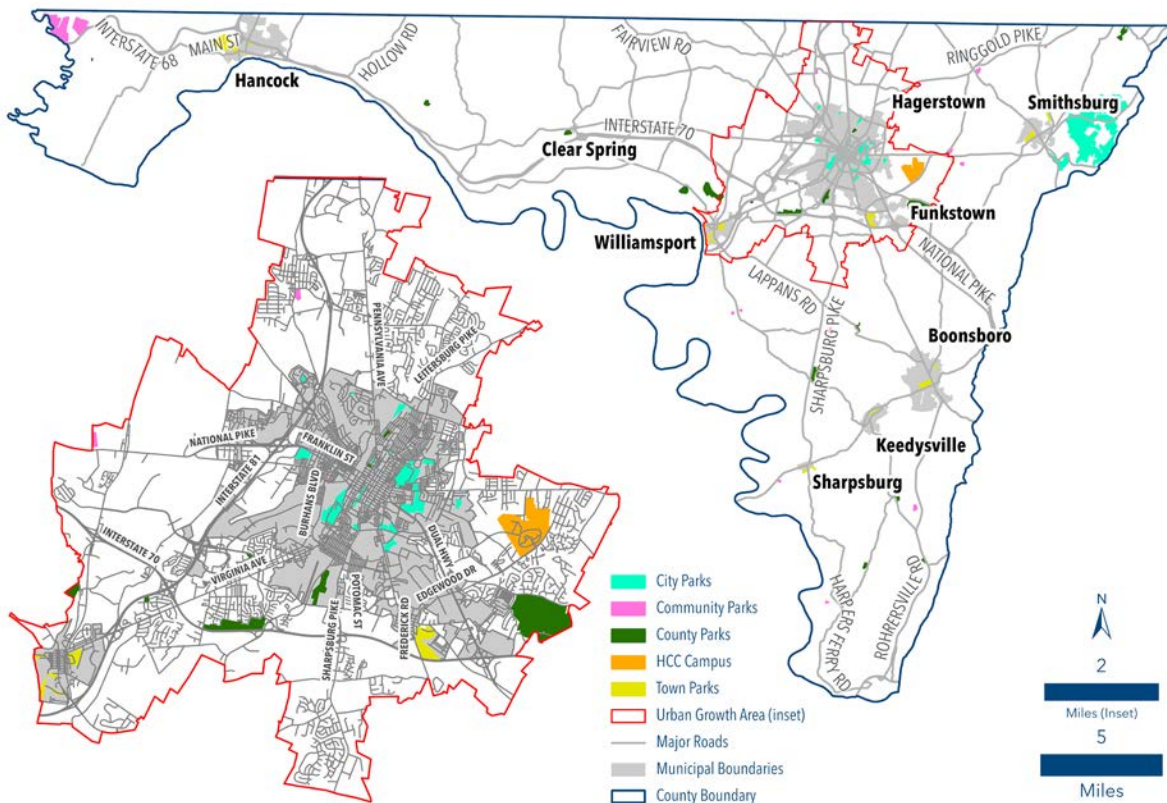 INTERSTATE 68
MAIN ST
Hancock
HOLLOW RD
FAIRVIEW RD
RINGGOLD PIKE
Hagerstown
Smithsburg
INTERSTATE 70
Clear Spring
Funkstown
Williamsport
NATIONAL PIKE
LAPPANS RD
SHARPSBURG PIKE
Boonsboro
Keedysville
Sharpsburg
HARPERS FERRY RD
ROHRERSVILLE RD
PENNSYLVANIA AVE
LEITERSBURG PIKE
NATIONAL PIKE
FRANKLIN ST
INTERSTATE 81
BURHANS BLVD
INTERSTATE 70
VIRGINIA AVE
DUAL HWY
EDGEWOOD DR
POTOMAC ST
SHARPSBURG PIKE
FREDERICK RD
City Parks
Community Parks
County Parks
HCC Campus
Town Parks
Urban Growth Area (inset)
Major Roads
Municipal Boundaries
County Boundary
N
2
Miles (Inset)
5
Miles